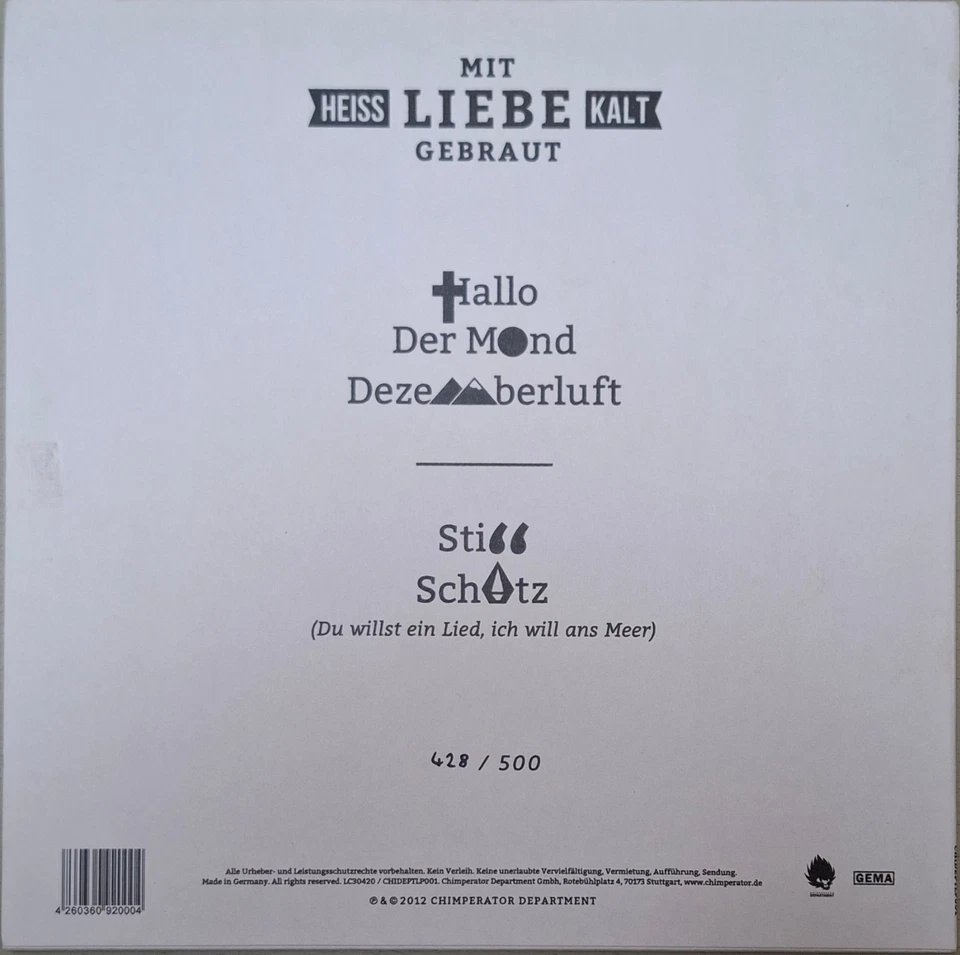 MIT
HEISS LIEBE KALT
GEBRAUT
Hallo
Der Mond
Dezemberluft
Still
Schatz
(Du willst ein Lied, ich will ans Meer)
428 / 500
Alle Urheber- und Leistungsschutzrechte vorbehalten. Kein Verleih. Keine unerlaubte Vervielfältigung, Vermietung, Aufführung, Sendung.
Made in Germany. All rights reserved. LC30420 / CHIDEPTLP001. Chimperator Department Gmbh, Rotebühlplatz 4, 70173 Stuttgart, www.chimperator.de
℗ & © 2012 CHIMPERATOR DEPARTMENT
4 260360 920004
GEMA